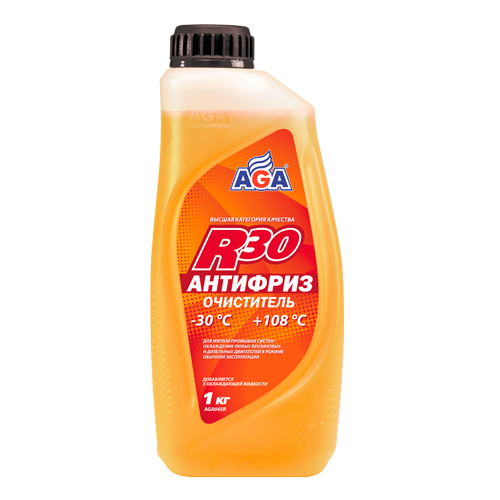 AGA
AGA®
ВЫСШАЯ КАТЕГОРИЯ КАЧЕСТВА
R30
АНТИФРИЗ
ОЧИСТИТЕЛЬ
-30 °C +108 °C
ДЛЯ МЯГКОЙ ПРОМЫВКИ СИСТЕМ
ОХЛАЖДЕНИЯ ЛЮБЫХ БЕНЗИНОВЫХ
И ДИЗЕЛЬНЫХ ДВИГАТЕЛЕЙ В РЕЖИМЕ
ОБЫЧНОЙ ЭКСПЛУАТАЦИИ
ДОБАВЛЯЕТСЯ
К ОХЛАЖДАЮЩЕЙ ЖИДКОСТИ
1 кг
AGA045R